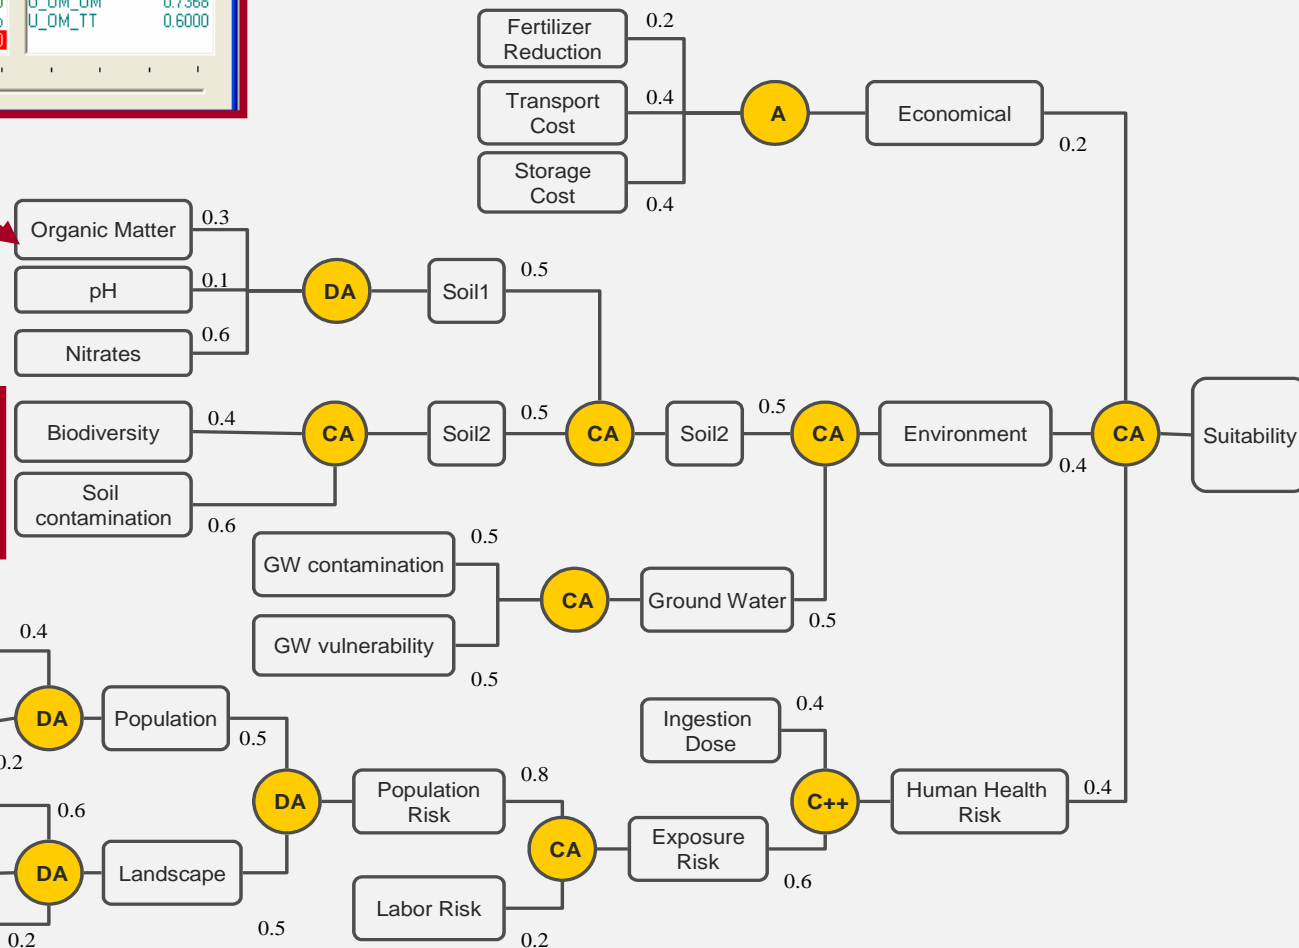 U_OM_OM 0.7368
U_OM_TT 0.6000
Fertilizer
Reduction
0.2
Transport
Cost
0.4
Storage
Cost
0.4
A
Economical
0.2
Organic Matter
0.3
pH
0.1
Nitrates
0.6
DA
Soil1
0.5
Biodiversity
0.4
Soil
contamination
0.6
CA
Soil2
0.5
CA
Soil2
0.5
CA
Environment
0.4
CA
Suitability
GW contamination
0.5
GW vulnerability
0.5
CA
Ground Water
0.5
0.4
DA
0.2
Population
0.5
0.6
DA
0.2
Landscape
0.5
DA
Population
Risk
0.8
Labor Risk
0.2
CA
Exposure
Risk
0.6
Ingestion
Dose
0.4
C++
Human Health
Risk
0.4